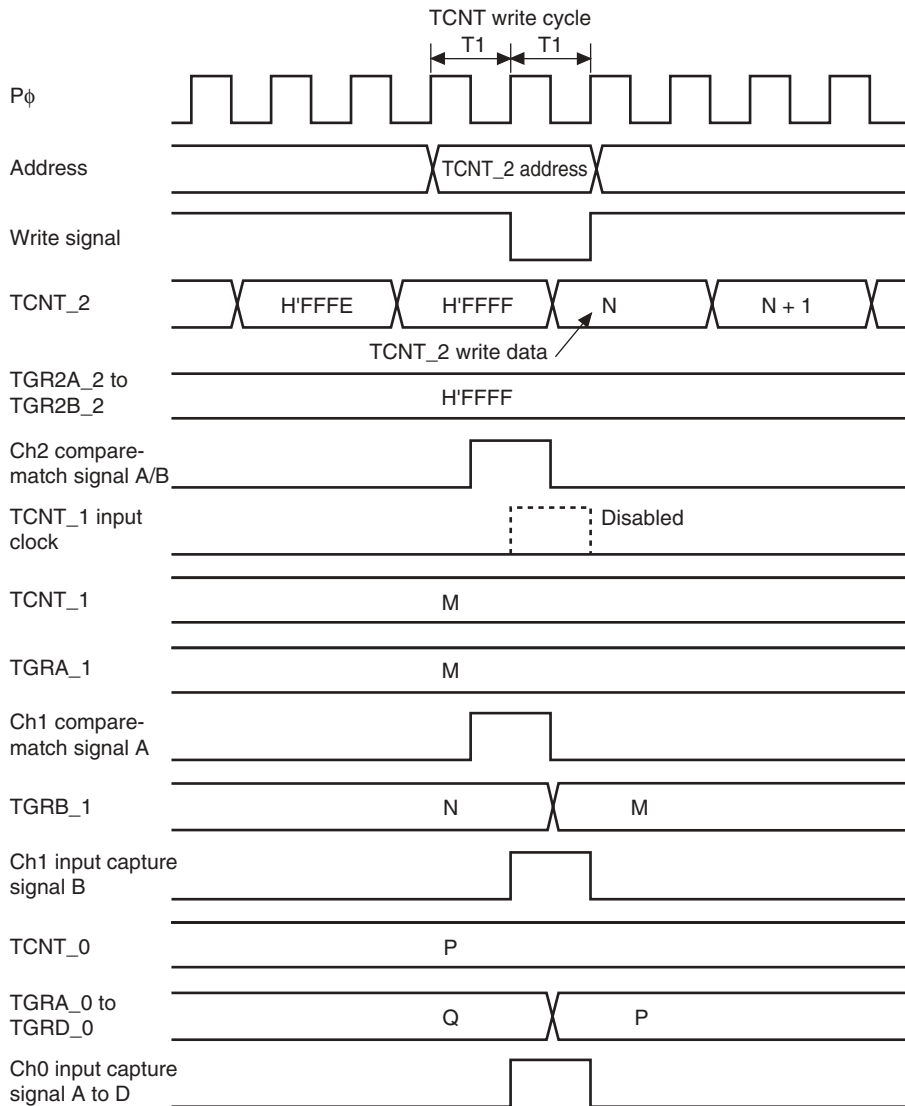 TCNT write cycle
T1 T1
Pφ
Address
TCNT_2 address
Write signal
TCNT_2
H'FFFE H'FFFF N N + 1
TCNT_2 write data
TGR2A_2 to
TGR2B_2
H'FFFF
Ch2 compare-
match signal A/B
TCNT_1 input
clock
Disabled
TCNT_1
M
TGRA_1
M
Ch1 compare-
match signal A
TGRB_1
N M
Ch1 input capture
signal B
TCNT_0
P
TGRA_0 to
TGRD_0
Q P
Ch0 input capture
signal A to D